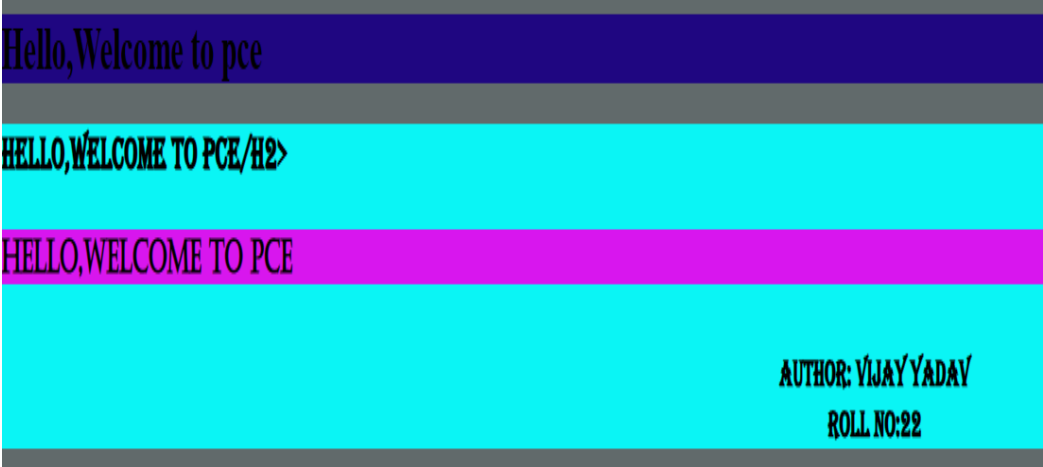 Hello,Welcome to pce
HELLO,WELCOME TO PCE/H2>
HELLO,WELCOME TO PCE
AUTHOR: VIJAY YADAV
ROLL NO:22